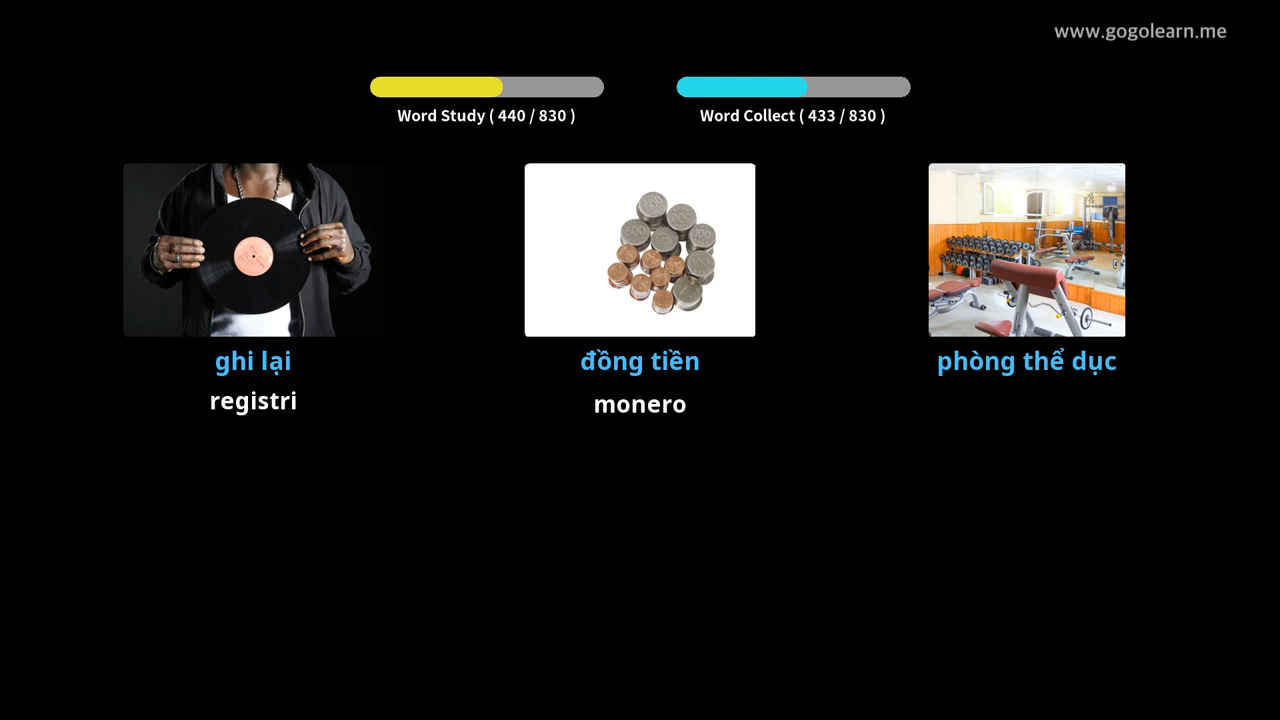 www.gogolearn.me
Word Study ( 440 / 830 )
Word Collect ( 433 / 830 )
ghi lại
đồng tiền
phòng thể dục
registri
monero